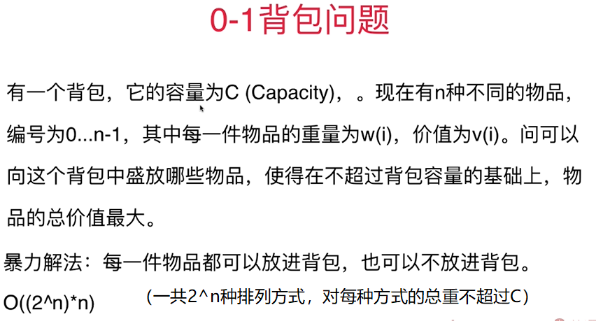 0-1背包问题
有一个背包，它的容量为C (Capacity)，。现在有n种不同的物品，
编号为0...n-1，其中每一件物品的重量为w(i)，价值为v(i)。问可以
向这个背包中盛放哪些物品，使得在不超过背包容量的基础上，物
品的总价值最大。
暴力解法：每一件物品都可以放进背包，也可以不放进背包。
O((2^n)*n) （一共2^n种排列方式，对每种方式的总重不超过C）